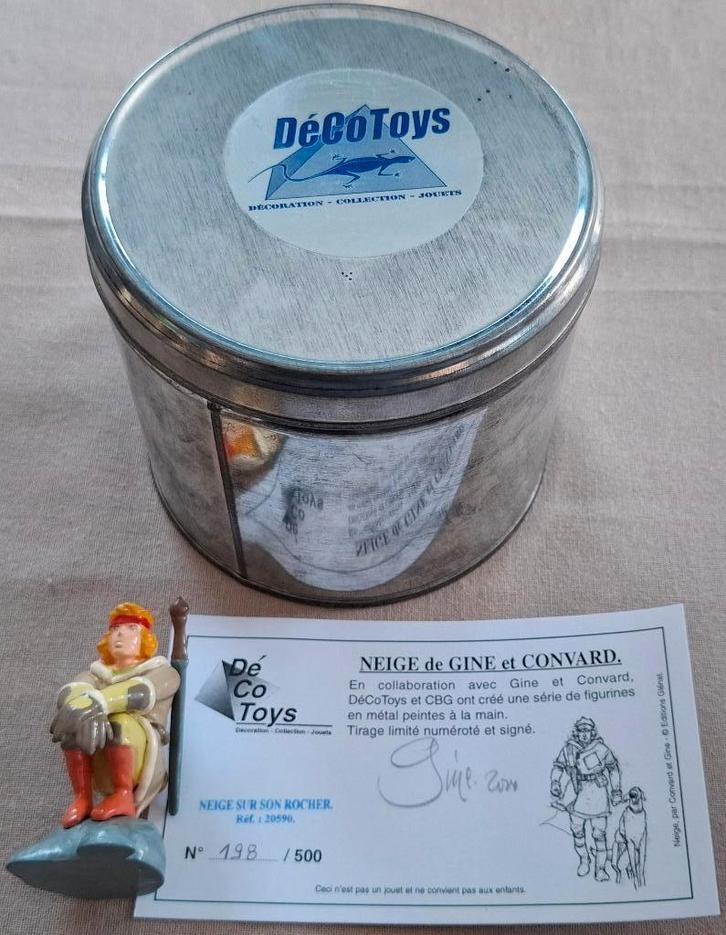 DéCoToys
DÉCORATION - COLLECTION - JOUETS
Dé
Co
Toys
Décoration - Collection - Jouets
NEIGE de GINE et CONVARD.
En collaboration avec Gine et Convard,
DéCoToys et CBG ont créé une série de figurines
en métal peintes à la main.
Tirage limité numéroté et signé.
Gine. 2000
NEIGE SUR SON ROCHER.
Réf. : 20590.
N° 198 / 500
Ceci n'est pas un jouet et ne convient pas aux enfants.
Neige, par Convard et Gine - © Editions Glénat.